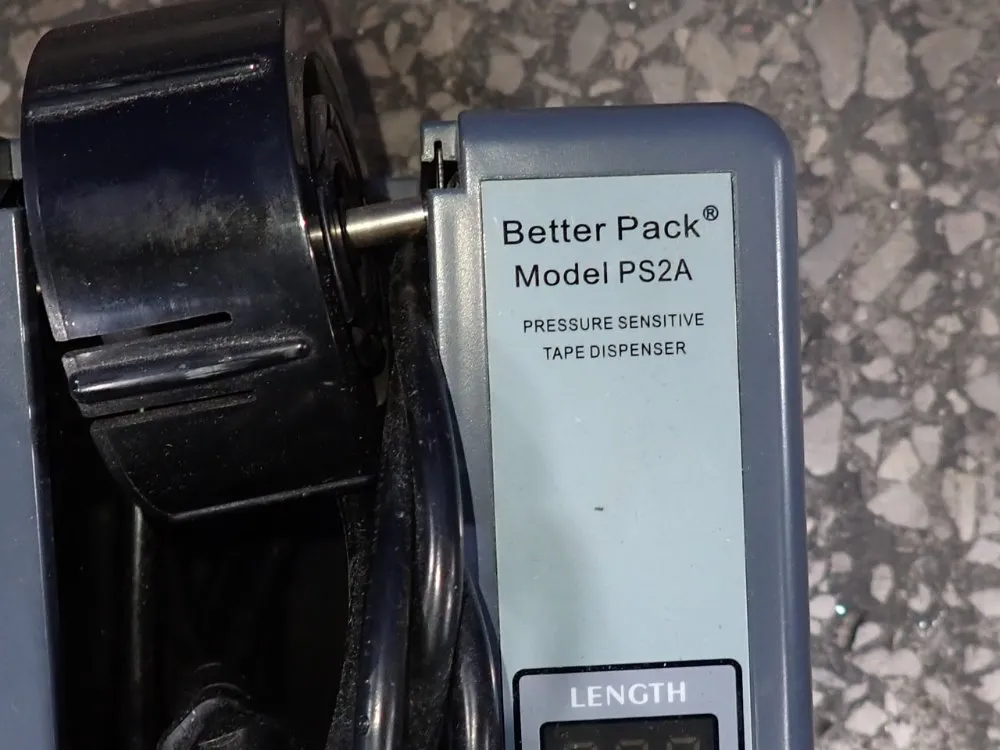 Better Pack®
Model PS2A
PRESSURE SENSITIVE
TAPE DISPENSER
LENGTH